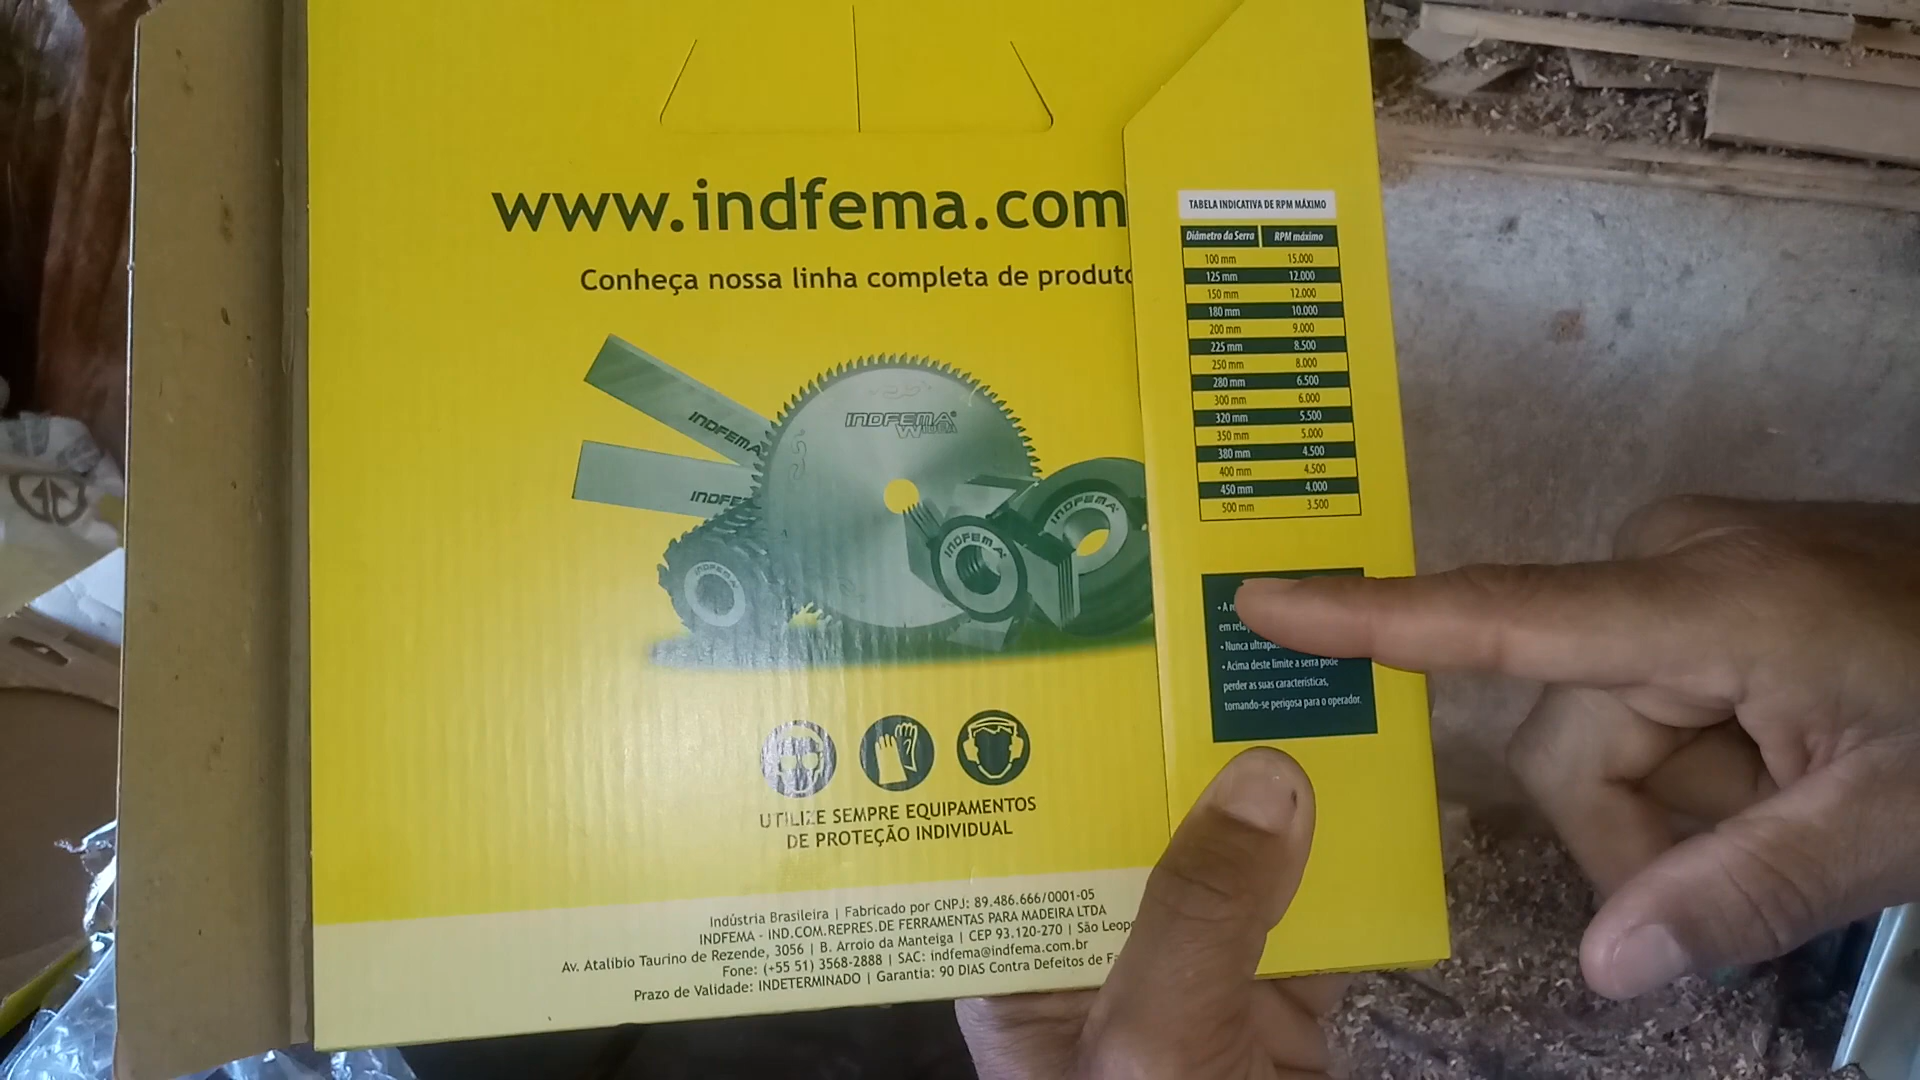 www.indfema.com
Conheça nossa linha completa de produto
INDFEMA
INDFEMA
WIDEA
INDFEMA
INDFEMA
INDFEMA
UTILIZE SEMPRE EQUIPAMENTOS
DE PROTEÇÃO INDIVIDUAL
Indústria Brasileira | Fabricado por CNPJ: 89.486.666/0001-05
INDFEMA - IND.COM.REPRES.DE FERRAMENTAS PARA MADEIRA LTDA
Av. Atalibio Taurino de Rezende, 3056 | B. Arroio da Manteiga | CEP 93.120-270 | São
Fone: (+55 51) 3568-2888 | SAC: indfema@indfema.com.br
Prazo de Validade: INDETERMINADO | Garantia: 90 DIAS Contra Defeitos de
TABELA INDICATIVA DE RPM MÁXIMO
Diâmetro da Serra RPM máximo
100 mm 15.000
125 mm 12.000
150 mm 12.000
180 mm 10.000
200 mm 9.000
225 mm 8.500
250 mm 8.000
280 mm 6.500
300 mm 6.000
320 mm 5.500
350 mm 5.000
380 mm 4.500
400 mm 4.500
450 mm 4.000
500 mm 3.500
• A
em
• Nunca
• Acima deste limite a serra pode
perder as suas características,
tornando-se perigosa para o operador.